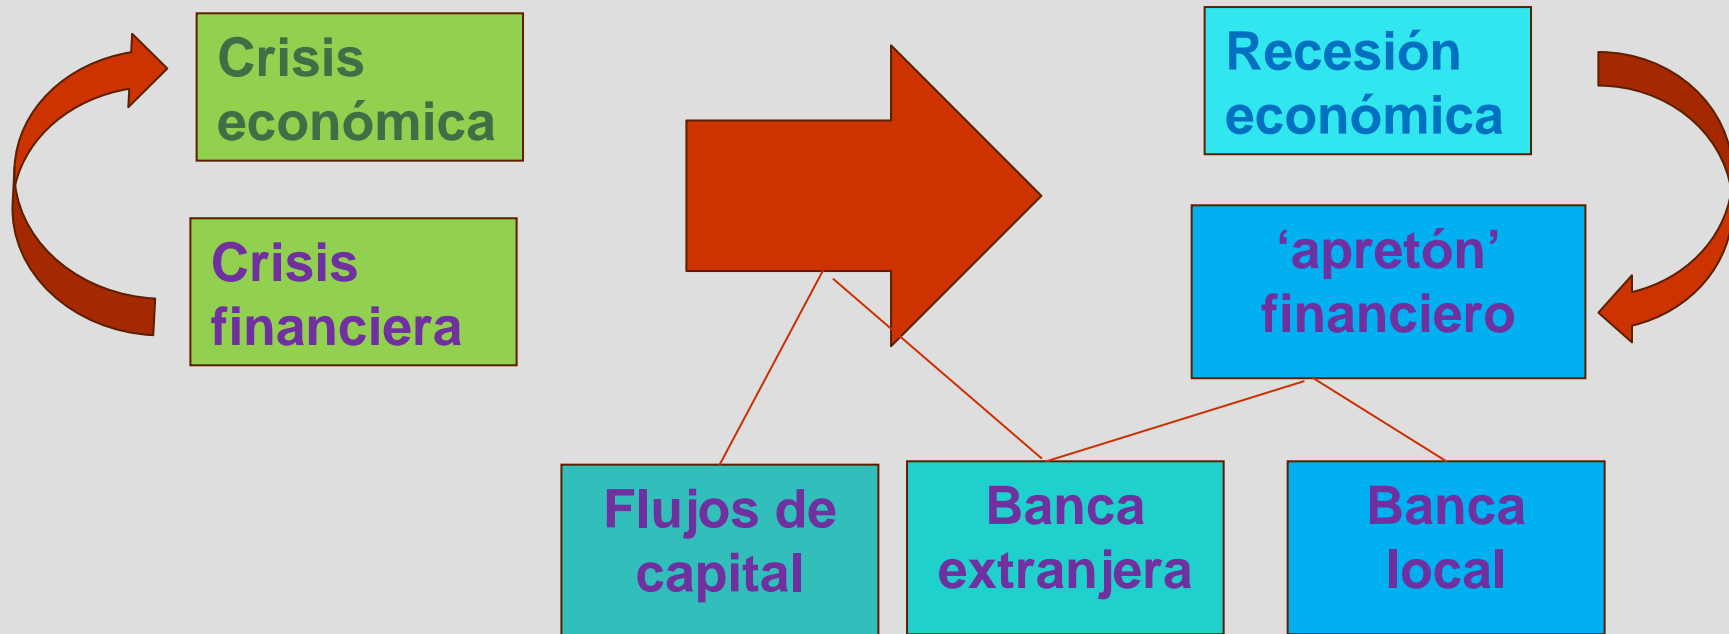 Crisis
económica
Recesión
económica
Crisis
financiera
‘apretón’
financiero
Flujos de
capital
Banca
extranjera
Banca
local